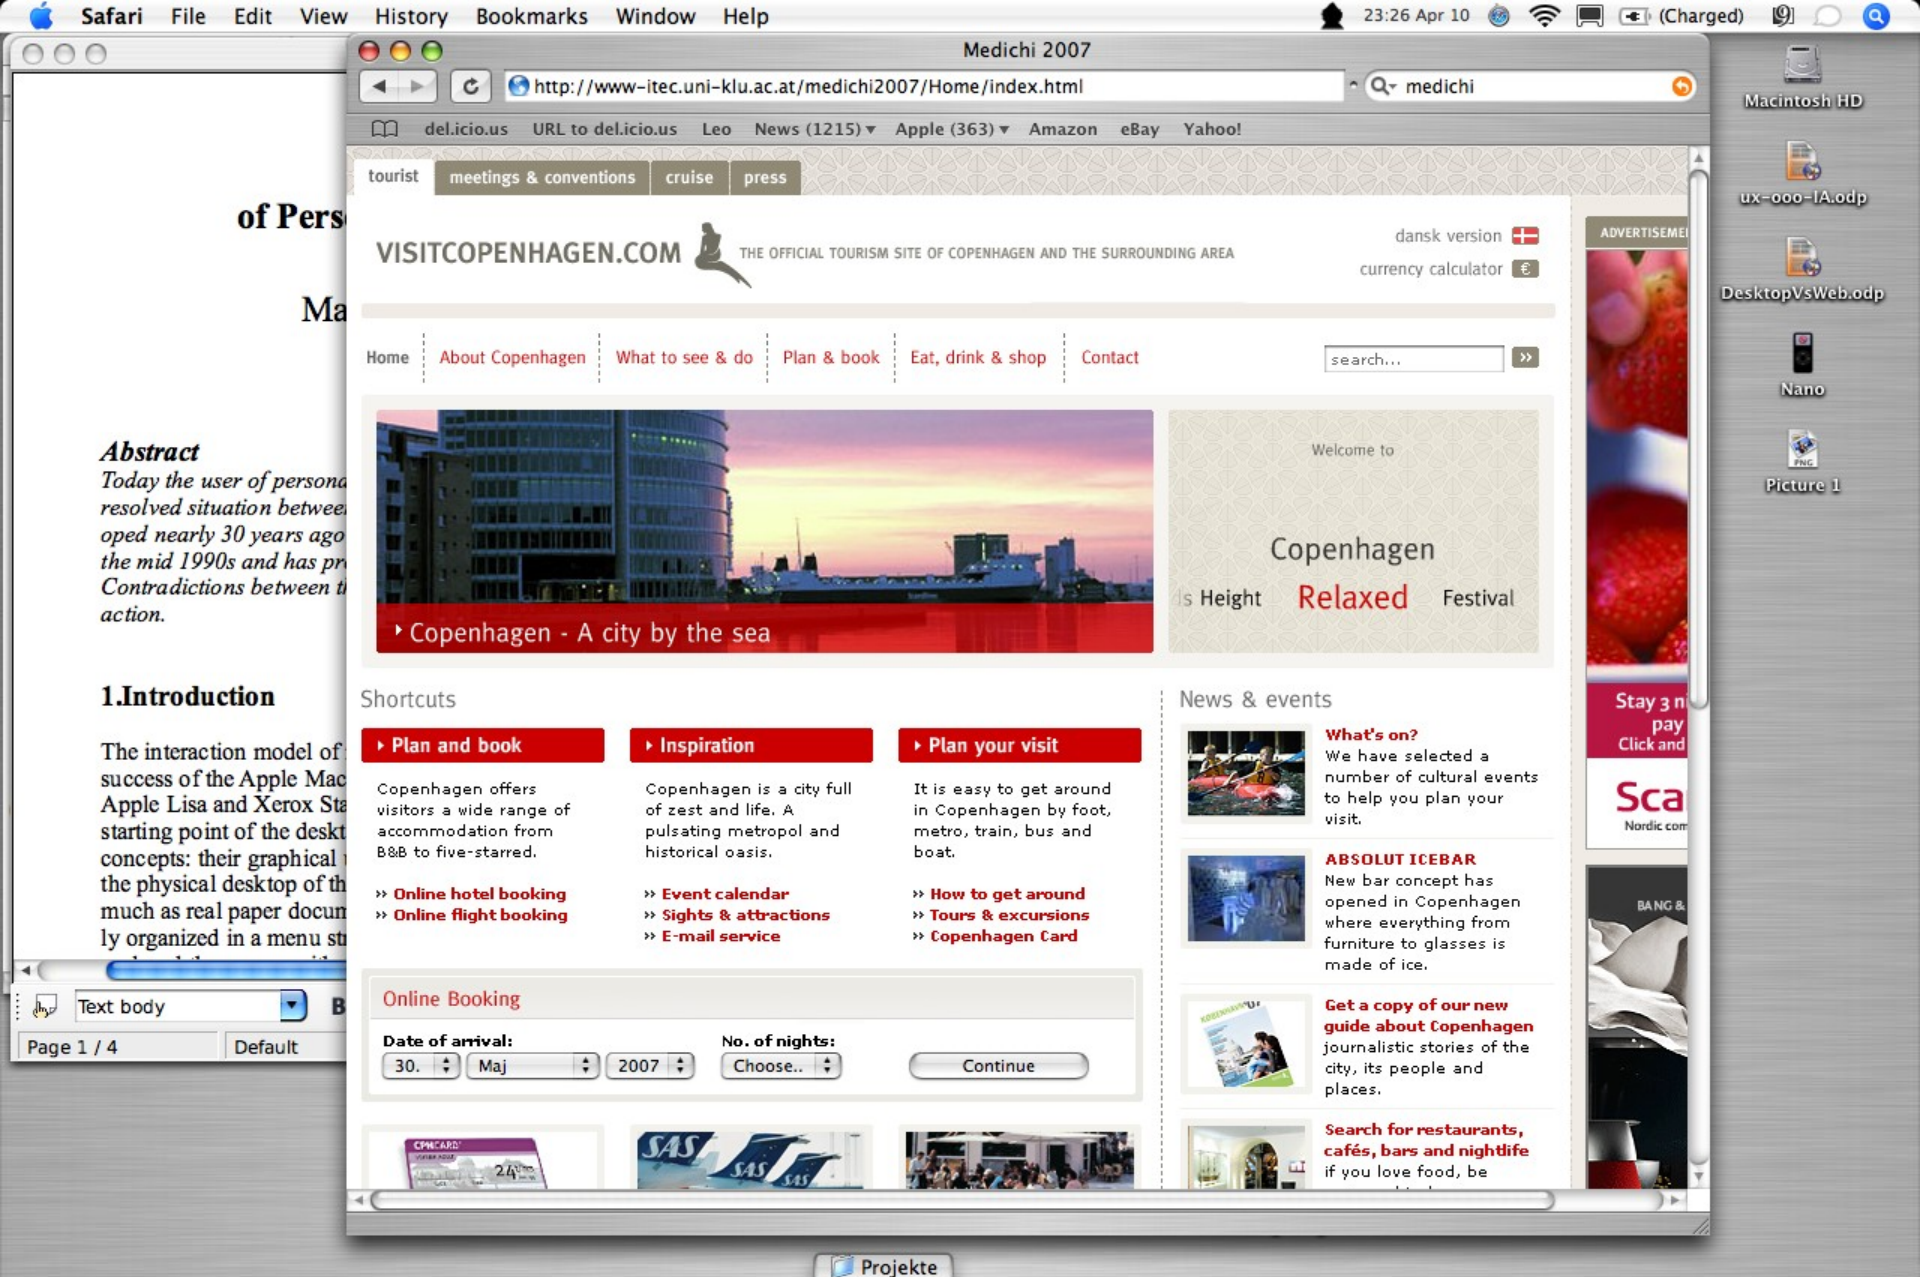 Safari File Edit View History Bookmarks Window Help 23:26 Apr 10 (Charged)
Medichi 2007
http://www-itec.uni-klu.ac.at/medichi2007/Home/index.html
medichi
del.icio.us URL to del.icio.us Leo News (1215) Apple (363) Amazon eBay Yahoo!
tourist meetings & conventions cruise press
VISITCOPENHAGEN.COM THE OFFICIAL TOURISM SITE OF COPENHAGEN AND THE SURROUNDING AREA
dansk version
currency calculator €
Home About Copenhagen What to see & do Plan & book Eat, drink & shop Contact
search... »
Copenhagen - A city by the sea
Welcome to
Copenhagen
ls Height Relaxed Festival
Shortcuts
Plan and book
Copenhagen offers
visitors a wide range of
accommodation from
B&B to five-starred.
» Online hotel booking
» Online flight booking
Inspiration
Copenhagen is a city full
of zest and life. A
pulsating metropol and
historical oasis.
» Event calendar
» Sights & attractions
» E-mail service
Plan your visit
It is easy to get around
in Copenhagen by foot,
metro, train, bus and
boat.
» How to get around
» Tours & excursions
» Copenhagen Card
Online Booking
Date of arrival: No. of nights:
30. Maj 2007 Choose.. Continue
CPHCARD
24
SAS
SAS
SAS
News & events
What's on?
We have selected a
number of cultural events
to help you plan your
visit.
ABSOLUT ICEBAR
New bar concept has
opened in Copenhagen
where everything from
furniture to glasses is
made of ice.
Get a copy of our new
guide about Copenhagen
journalistic stories of the
city, its people and
places.
Search for restaurants,
cafés, bars and nightlife
if you love food, be
ADVERTISEME
Stay 3 ni
pay
Click and
Sca
Nordic com
BANG &
of Pers
Ma
Abstract
Today the user of persona
resolved situation between
oped nearly 30 years ago
the mid 1990s and has pr
Contradictions between t
action.
1.Introduction
The interaction model of
success of the Apple Mac
Apple Lisa and Xerox Sta
starting point of the deskt
concepts: their graphical
the physical desktop of th
much as real paper docum
ly organized in a menu str
Text body B
Page 1 / 4 Default
Macintosh HD
ux-ooo-IA.odp
DesktopVsWeb.odp
Nano
PNG
Picture 1
Projekte